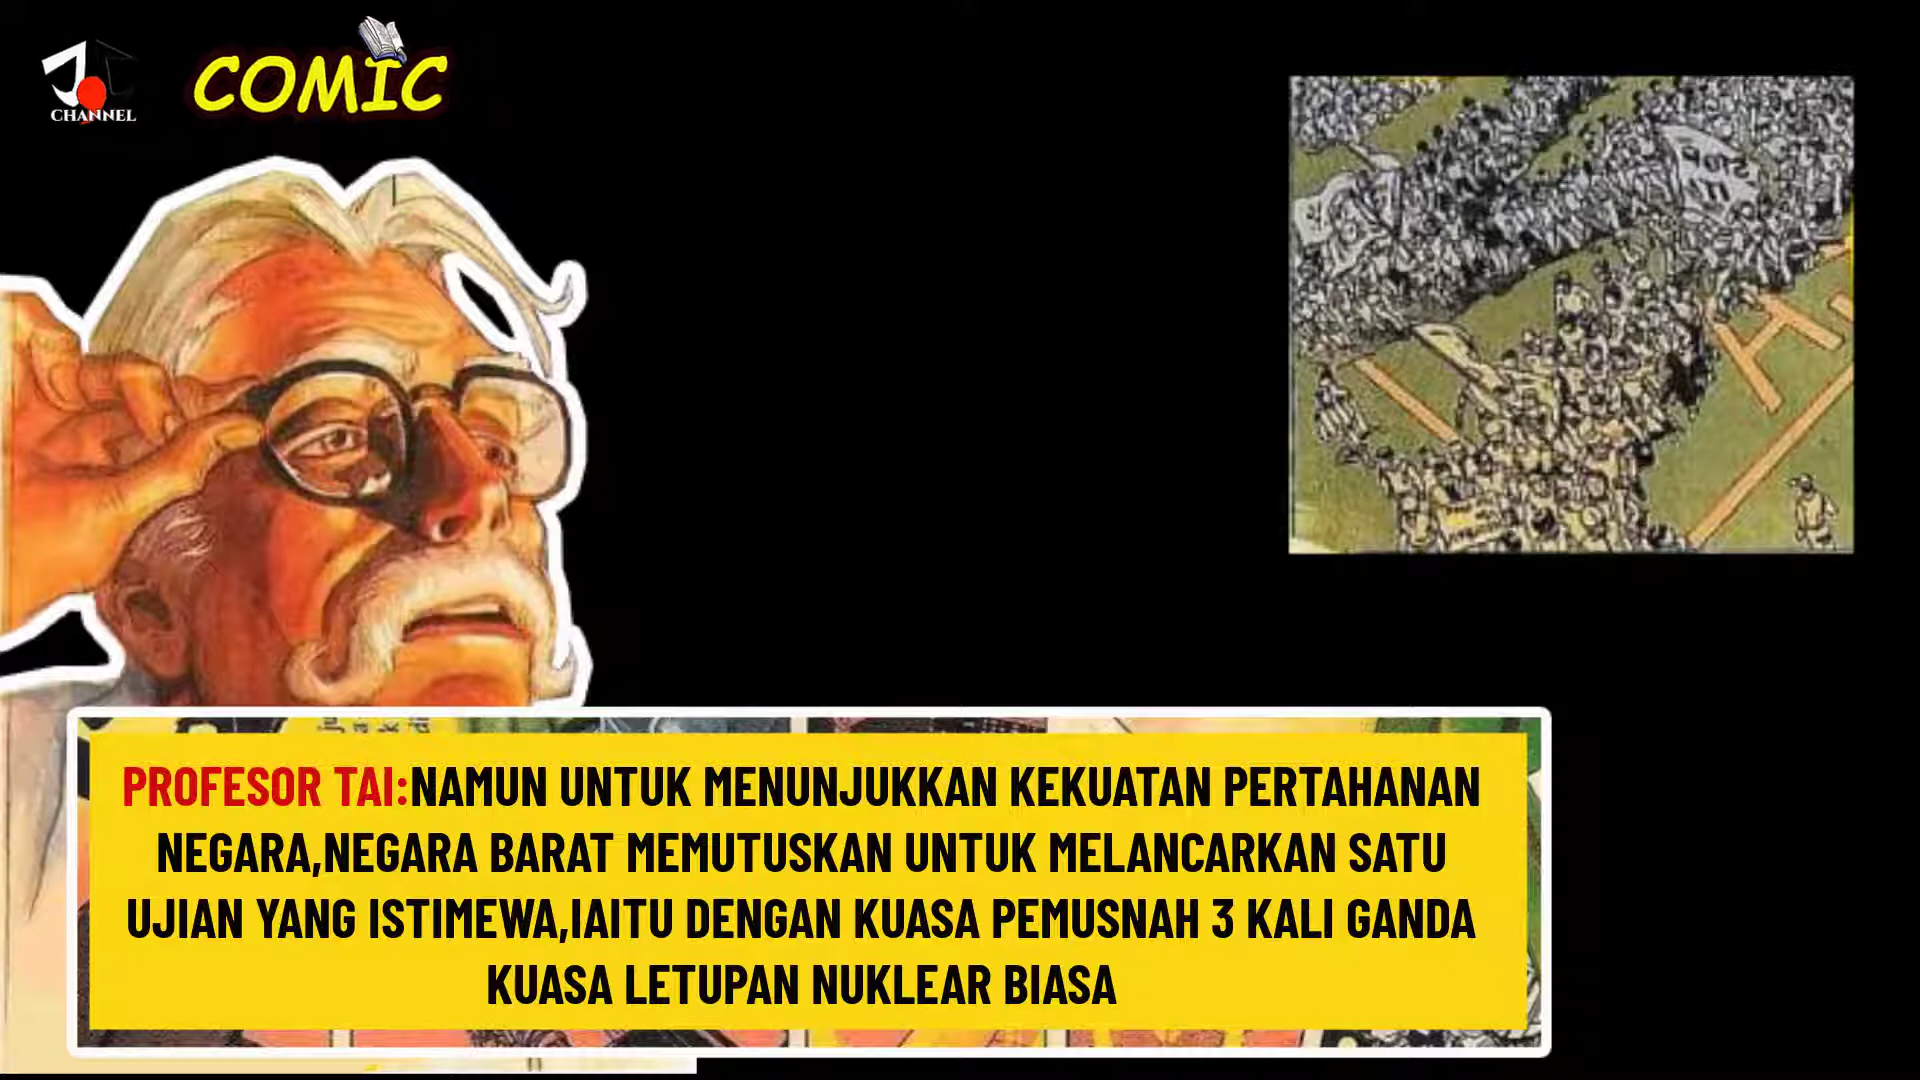 COMIC
CHANNEL
PROFESOR TAI:NAMUN UNTUK MENUNJUKKAN KEKUATAN PERTAHANAN
NEGARA,NEGARA BARAT MEMUTUSKAN UNTUK MELANCARKAN SATU
UJIAN YANG ISTIMEWA,IAITU DENGAN KUASA PEMUSNAH 3 KALI GANDA
KUASA LETUPAN NUKLEAR BIASA